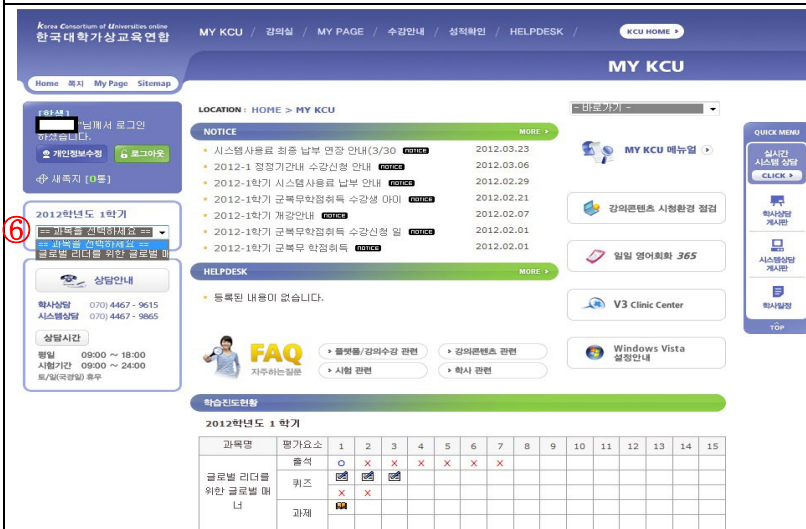 Korea Consortium of Universities online
한국대학가상교육연합
MY KCU / 강의실 / MY PAGE / 수강안내 / 성적확인 / HELPDESK /
KCU HOME
MY KCU
Home 쪽지 My Page Sitemap
[학생]
"님께서 로그인
하셨습니다.
개인정보수정 로그아웃
새쪽지 [0통]
⑥
2012학년도 1학기
== 과목을 선택하세요 ==
== 과목을 선택하세요 ==
글로벌 리더를 위한 글로벌 매
상담안내
학사상담 070) 4467 - 9615
시스템상담 070) 4467 - 9865
상담시간
평일 09:00 ~ 18:00
시험기간 09:00 ~ 24:00
토/일(국경일) 휴무
LOCATION : HOME > MY KCU
- 바로가기 -
NOTICE MORE
시스템사용료 최종 납부 연장 안내(3/30 NOTICE 2012.03.23
2012-1 정정기간내 수강신청 안내 NOTICE 2012.03.06
2012-1학기 시스템사용료 납부 안내 NOTICE 2012.02.29
2012-1학기 군복무학점취득 수강생 아이 NOTICE 2012.02.21
2012-1학기 개강안내 NOTICE 2012.02.07
2012-1학기 군복무학점취득 수강신청 일 NOTICE 2012.02.01
2012-1학기 군복무 학점취득 NOTICE 2012.02.01
HELPDESK MORE
등록된 내용이 없습니다.
FAQ
자주하는질문
플랫폼/강의수강 관련
강의콘텐츠 관련
시험 관련
학사 관련
MY KCU 메뉴얼
강의콘텐츠 시청환경 점검
일일 영어회화 365
V3 Clinic Center
Windows Vista
설정안내
QUICK MENU
실시간
시스템 상담
CLICK
학사상담
게시판
시스템상담
게시판
학사일정
TOP
학습진도현황
2012학년도 1 학기
과목명 평가요소 1 2 3 4 5 6 7 8 9 10 11 12 13 14 15
글로벌 리더를
위한 글로벌 매
너
출석 O X X X X X X
퀴즈
X X
과제